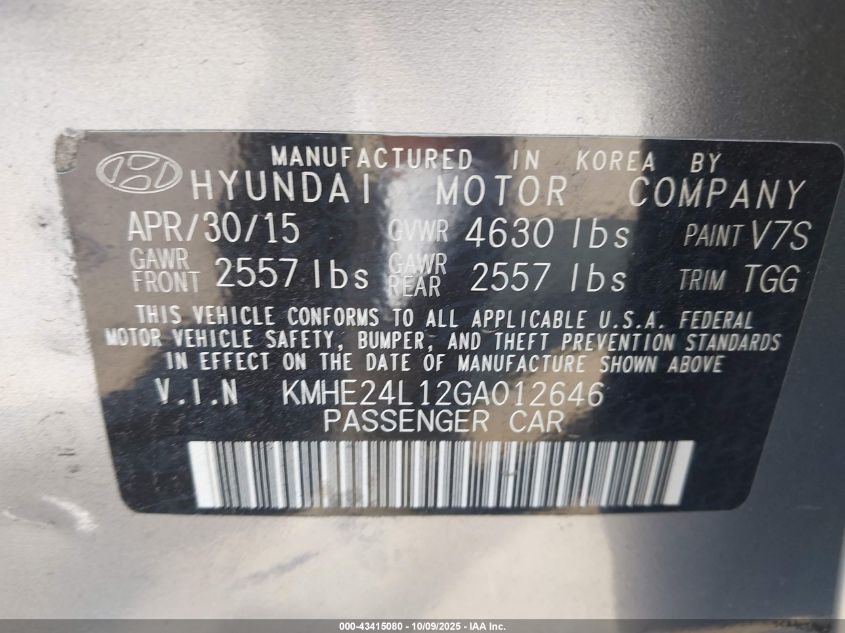 MANUFACTURED IN KOREA BY
HYUNDAI MOTOR COMPANY
APR/30/15 GVWR 4630 lbs PAINT V7S
GAWR FRONT 2557 lbs GAWR REAR 2557 lbs TRIM TGG
THIS VEHICLE CONFORMS TO ALL APPLICABLE U.S.A. FEDERAL
MOTOR VEHICLE SAFETY, BUMPER, AND THEFT PREVENTION STANDARDS
IN EFFECT ON THE DATE OF MANUFACTURE SHOWN ABOVE
V.I.N KMHE24L12GA012646
PASSENGER CAR
000-43415080 - 10/09/2025 - IAA Inc.